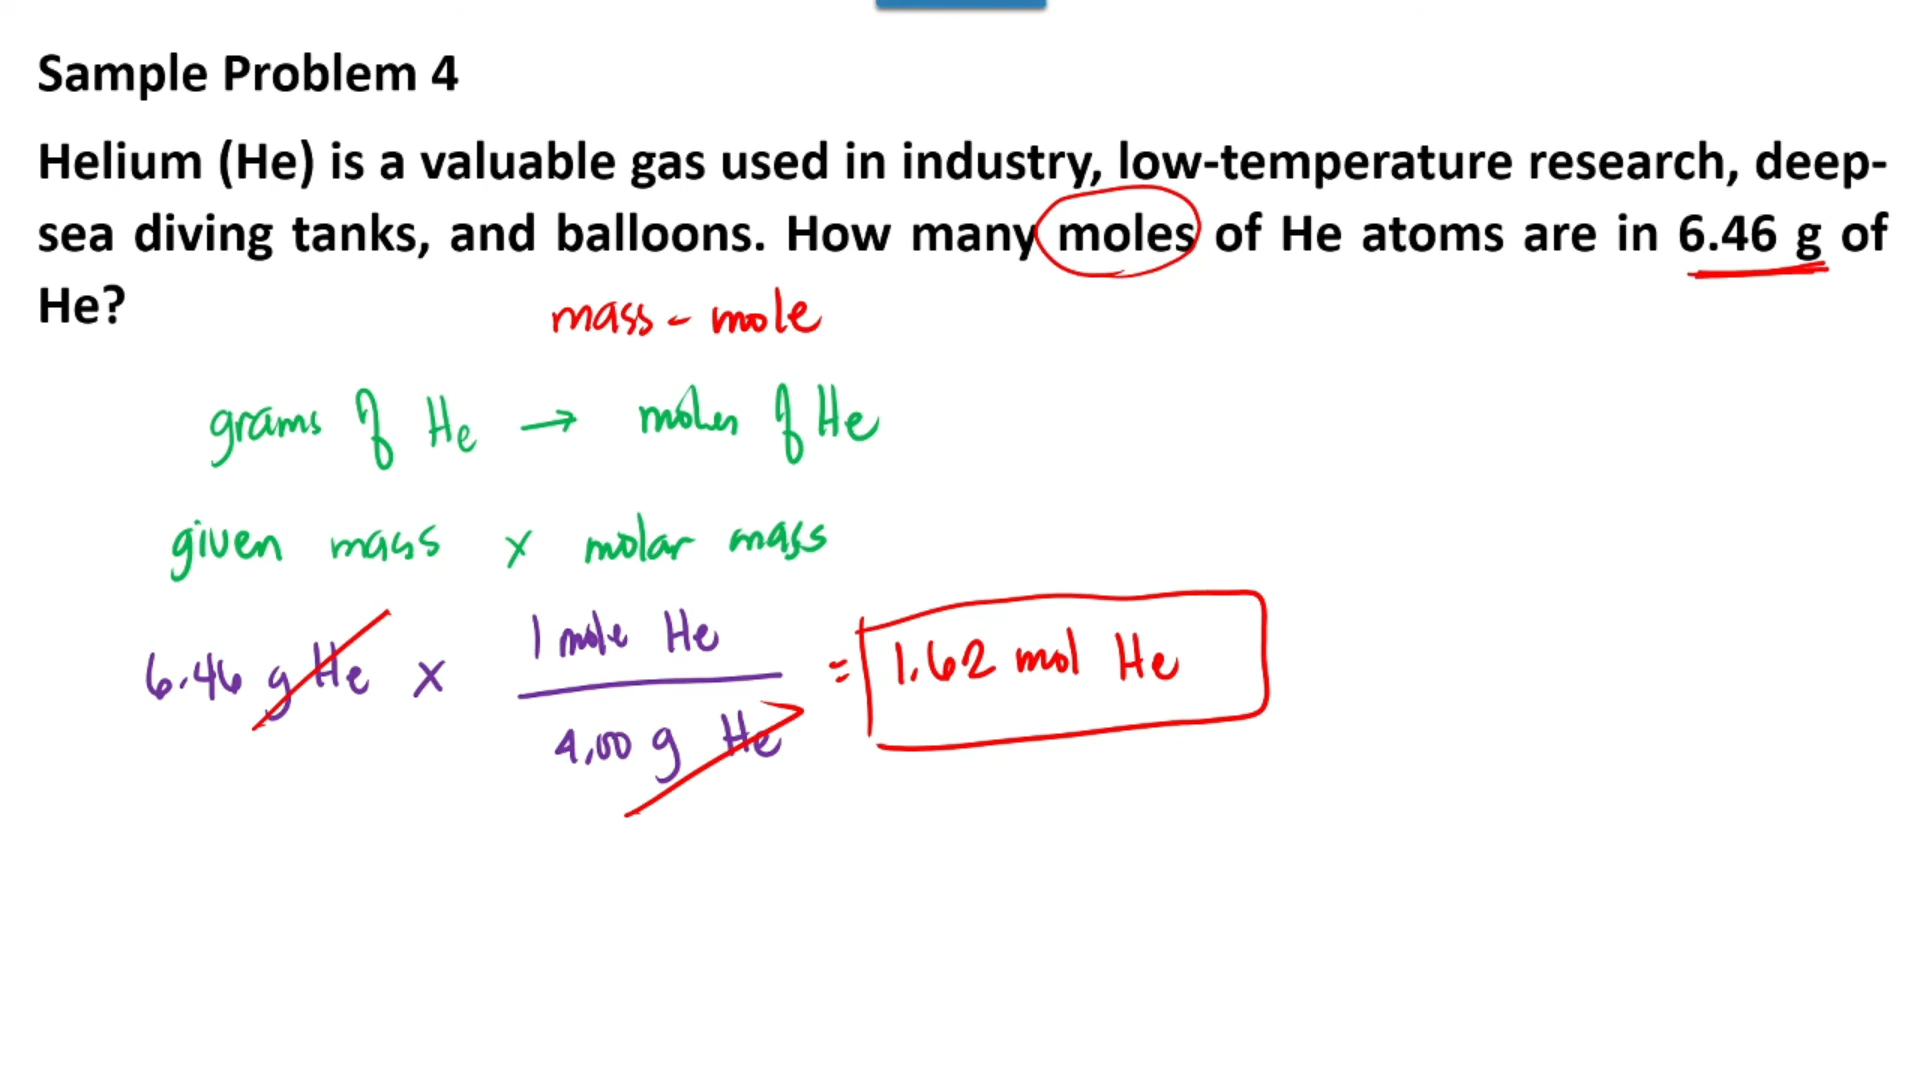 Sample Problem 4
Helium (He) is a valuable gas used in industry, low-temperature research, deep-
sea diving tanks, and balloons. How many moles of He atoms are in 6.46 g of
He?
mass - mole
grams of He → moles of He
given mass x molar mass
6.46 g He x 1 mole He
4.00 g He
= 1.62 mol He